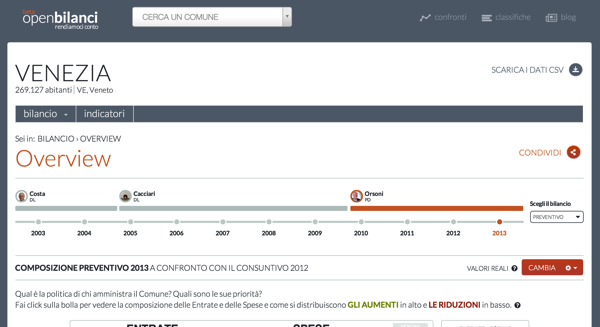 beta
openbilanci
rendiamoci conto
CERCA UN COMUNE
confronti
classifiche
blog
VENEZIA
269.127 abitanti | VE, Veneto
SCARICA I DATI CSV
bilancio
indicatori
Sei in: BILANCIO › OVERVIEW
Overview
CONDIVIDI
Costa
DL
Cacciari
DL
Orsoni
PD
Scegli il bilancio
PREVENTIVO
2003 2004 2005 2006 2007 2008 2009 2010 2011 2012 2013
COMPOSIZIONE PREVENTIVO 2013 A CONFRONTO CON IL CONSUNTIVO 2012
VALORI REALI ?
CAMBIA
Qual è la politica di chi amministra il Comune? Quali sono le sue priorità?
Fai click sulla bolla per vedere la composizione delle Entrate e delle Spese e come si distribuiscono GLI AUMENTI in alto e LE RIDUZIONI in basso. ?
ENTRATE
SPESE